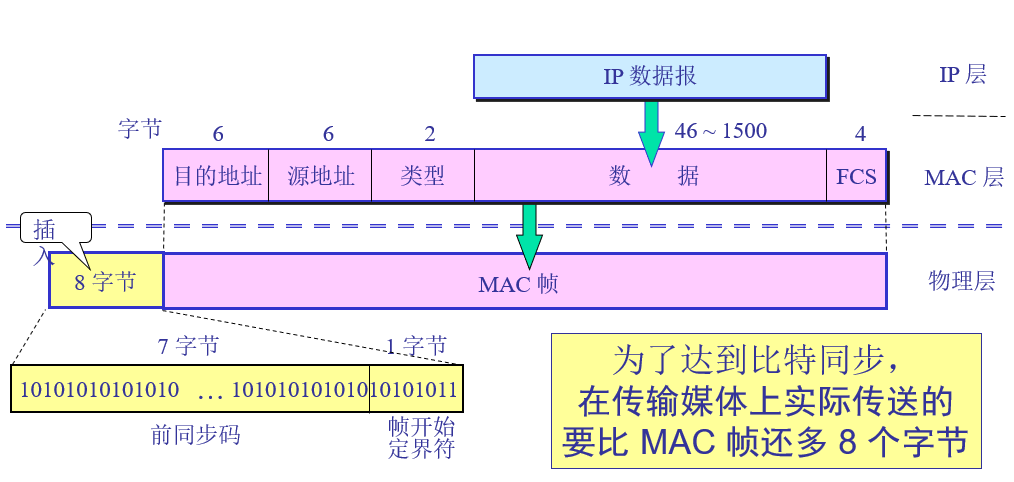 IP 数据报
IP 层
字节
6
6
2
46 ~ 1500
4
目的地址
源地址
类型
数 据
FCS
MAC 层
插
入
8 字节
MAC 帧
物理层
7 字节
1 字节
10101010101010 … 101010101010
10101011
前同步码
帧开始
定界符
为了达到比特同步，
在传输媒体上实际传送的
要比 MAC 帧还多 8 个字节